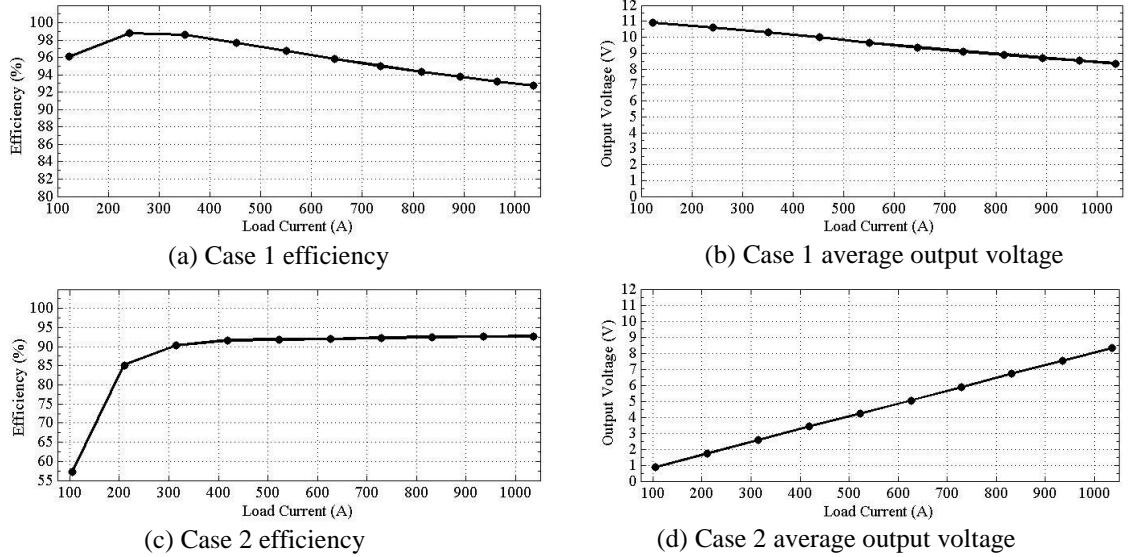 100
98
96
94
92
90
88
86
84
82
80
Efficiency (%)
100 200 300 400 500 600 700 800 900 1000
Load Current (A)
(a) Case 1 efficiency
12
11
10
9
8
7
6
5
4
3
2
1
0
Output Voltage (V)
100 200 300 400 500 600 700 800 900 1000
Load Current (A)
(b) Case 1 average output voltage
100
95
90
85
80
75
70
65
60
55
Efficiency (%)
100 200 300 400 500 600 700 800 900 1000
Load Current (A)
(c) Case 2 efficiency
12
11
10
9
8
7
6
5
4
3
2
1
0
Output Voltage (V)
100 200 300 400 500 600 700 800 900 1000
Load Current (A)
(d) Case 2 average output voltage